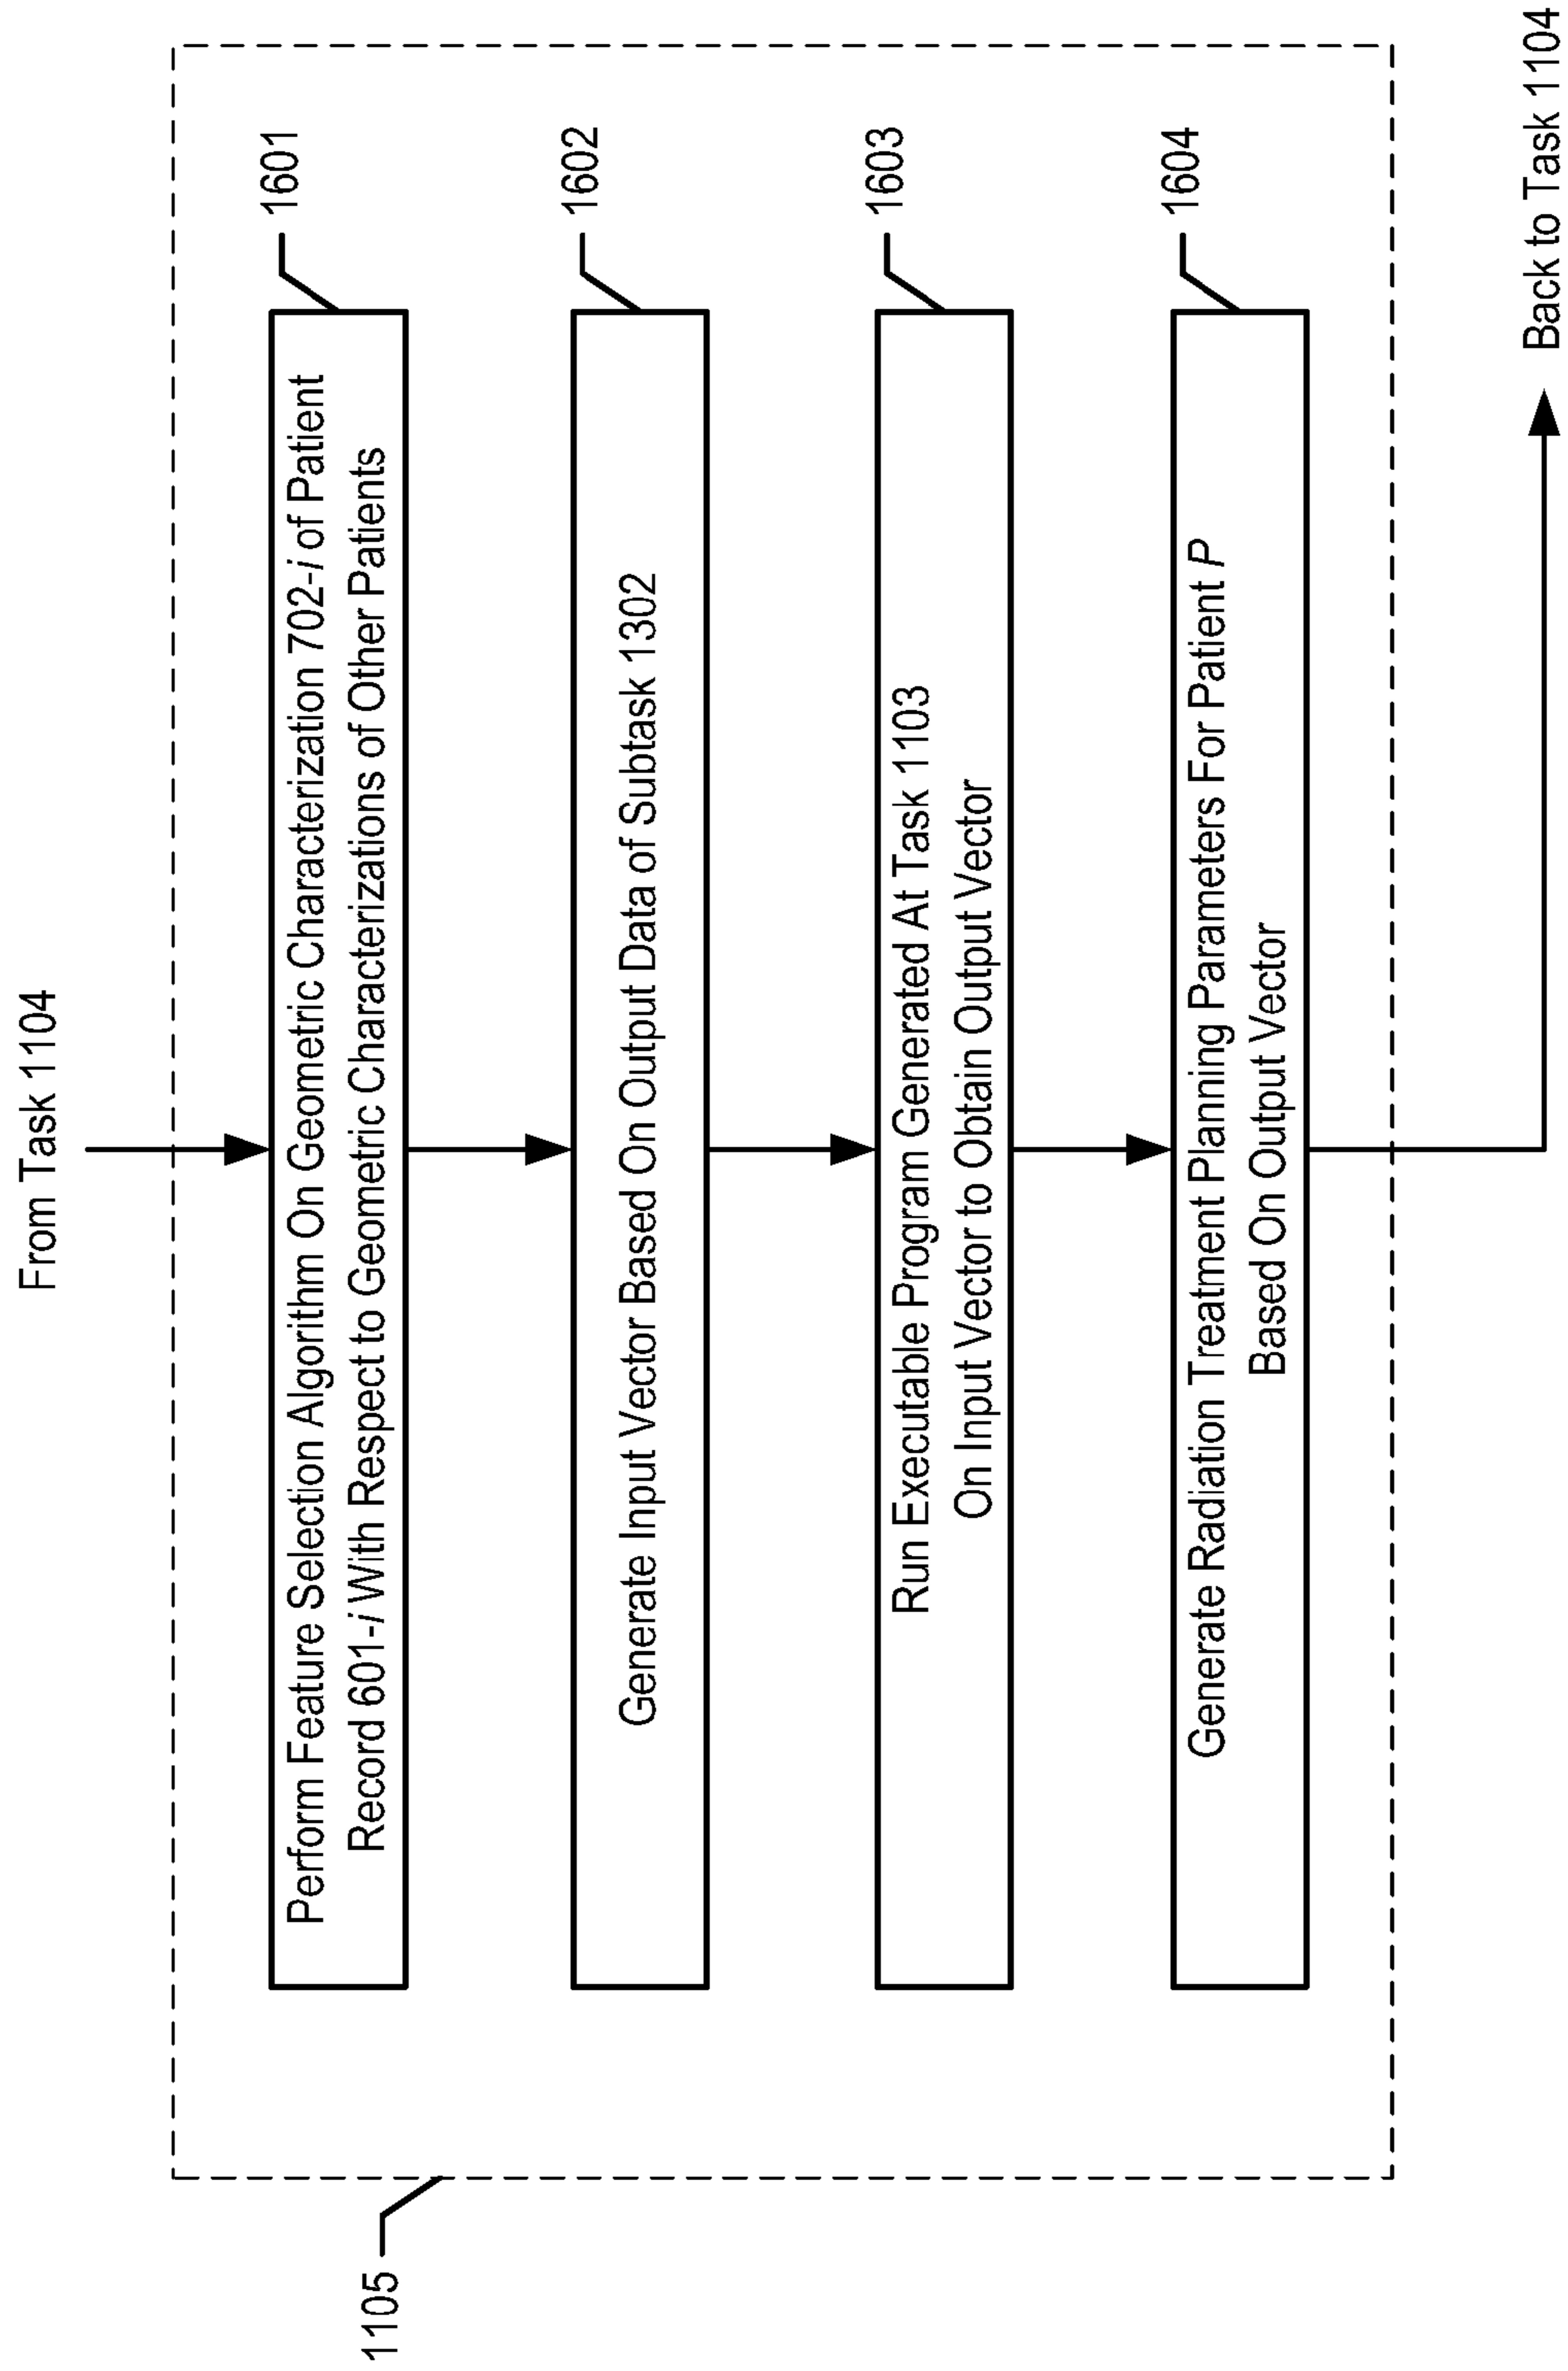 From Task 1104
1105
Perform Feature Selection Algorithm On Geometric Characterization 702-i of Patient
Record 601-i With Respect to Geometric Characterizations of Other Patients
1601
Generate Input Vector Based On Output Data of Subtask 1302
1602
Run Executable Program Generated At Task 1103
On Input Vector to Obtain Output Vector
1603
Generate Radiation Treatment Planning Parameters For Patient P
Based On Output Vector
1604
Back to Task 1104